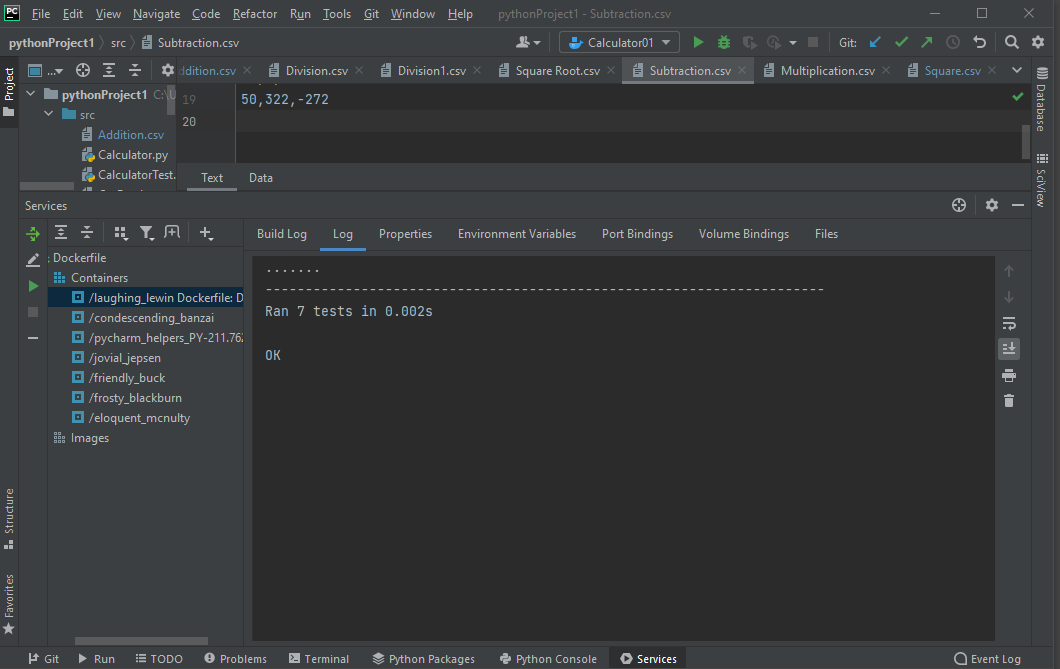 PC File Edit View Navigate Code Refactor Run Tools Git Window Help pythonProject1 - Subtraction.csv
pythonProject1 src Subtraction.csv Calculator01 Git:
Project
... ddition.csv Division.csv Division1.csv Square Root.csv Subtraction.csv Multiplication.csv Square.csv
pythonProject1 C:\U
src
Addition.csv
Calculator.py
CalculatorTest.
19 50,322,-272
20
Text Data
Database
SciView
Services
Build Log Log Properties Environment Variables Port Bindings Volume Bindings Files
Dockerfile
Containers
/laughing_lewin Dockerfile: D
/condescending_banzai
/pycharm_helpers_PY-211.762
/jovial_jepsen
/friendly_buck
/frosty_blackburn
/eloquent_mcnulty
Images
.......
----------------------------------------------------------------------
Ran 7 tests in 0.002s
OK
Structure
Favorites
Git Run TODO Problems Terminal Python Packages Python Console Services Event Log